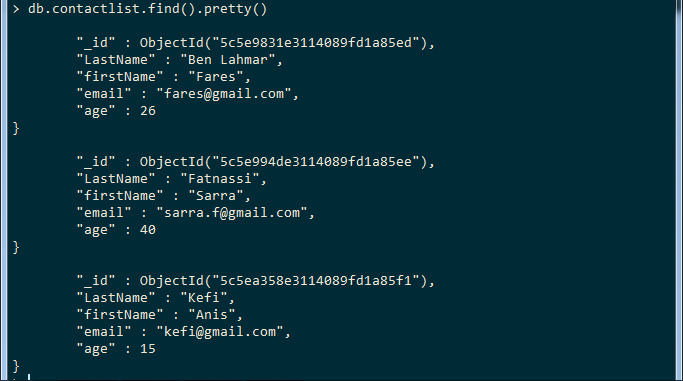 > db.contactlist.find().pretty()
"_id" : ObjectId("5c5e9831e3114089fd1a85ed"),
"LastName" : "Ben Lahmar",
"firstName" : "Fares",
"email" : "fares@gmail.com",
"age" : 26
}
"_id" : ObjectId("5c5e994de3114089fd1a85ee"),
"LastName" : "Fatnassi",
"firstName" : "Sarra",
"email" : "sarra.f@gmail.com",
"age" : 40
}
"_id" : ObjectId("5c5ea358e3114089fd1a85f1"),
"LastName" : "Kefi",
"firstName" : "Anis",
"email" : "kefi@gmail.com",
"age" : 15
}